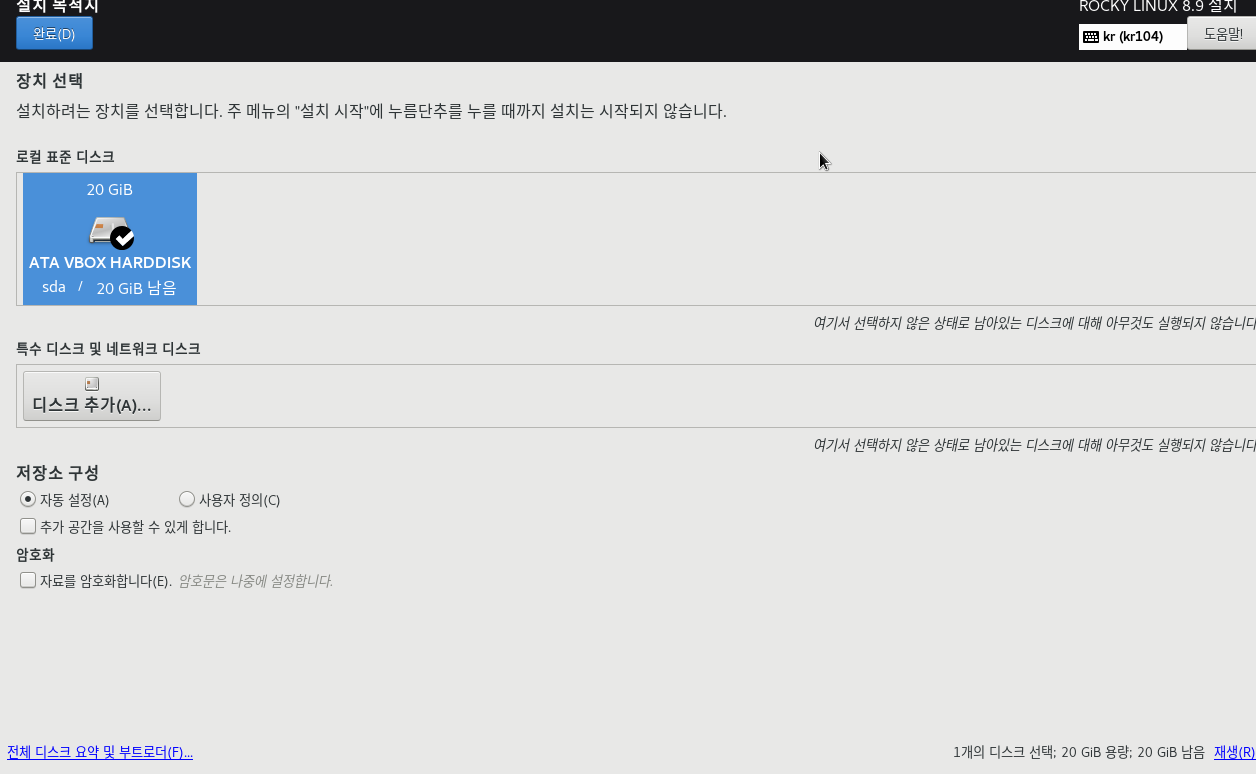 설치 목적지
ROCKY LINUX 8.9 설치
완료(D)
kr (kr104)
도움말!
장치 선택
설치하려는 장치를 선택합니다. 주 메뉴의 "설치 시작"에 누름단추를 누를 때까지 설치는 시작되지 않습니다.
로컬 표준 디스크
20 GiB
ATA VBOX HARDDISK
sda / 20 GiB 남음
여기서 선택하지 않은 상태로 남아있는 디스크에 대해 아무것도 실행되지 않습니다
특수 디스크 및 네트워크 디스크
디스크 추가(A)...
여기서 선택하지 않은 상태로 남아있는 디스크에 대해 아무것도 실행되지 않습니다
저장소 구성
자동 설정(A)
사용자 정의(C)
추가 공간을 사용할 수 있게 합니다.
암호화
자료를 암호화합니다(E). 암호문은 나중에 설정합니다.
전체 디스크 요약 및 부트로더(F)...
1개의 디스크 선택; 20 GiB 용량; 20 GiB 남음 재생(R)